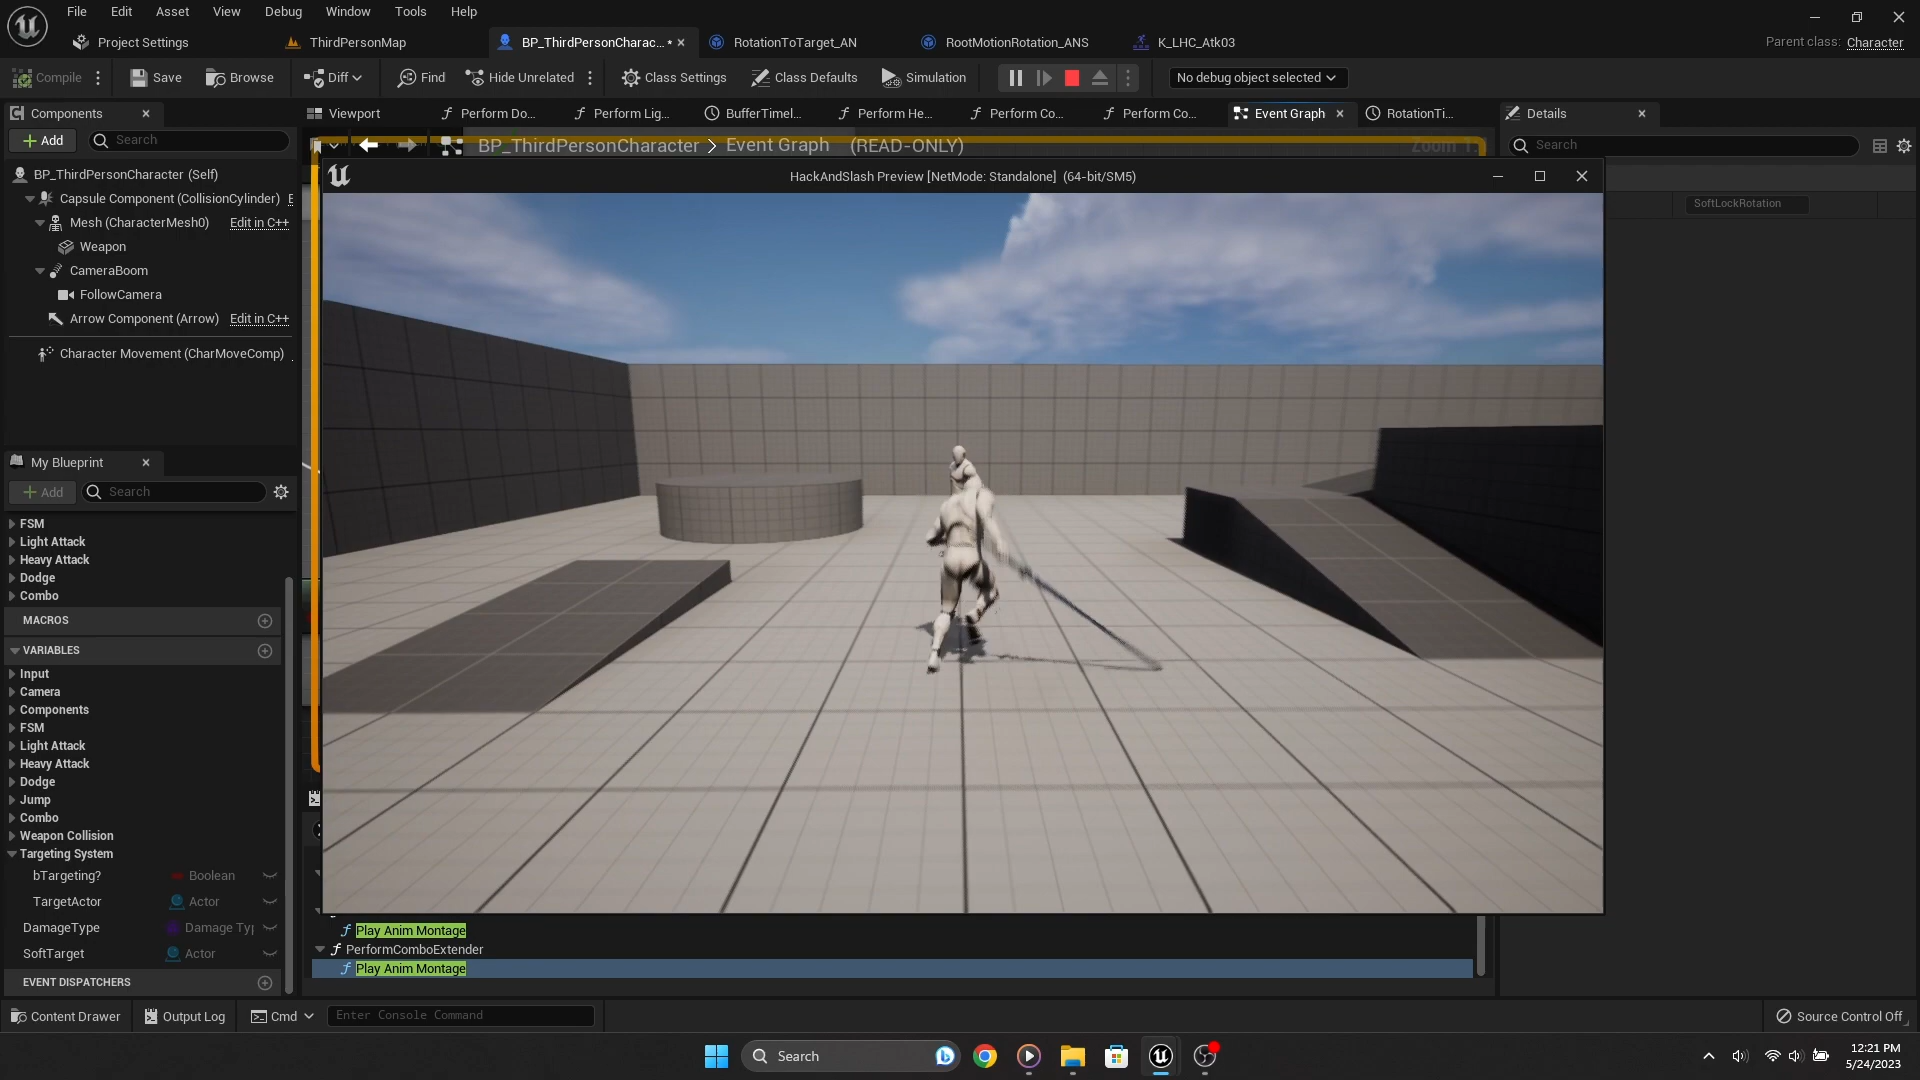 File Edit Asset View Debug Window Tools Help
Project Settings ThirdPersonMap BP_ThirdPersonCharac... * RotationToTarget_AN RootMotionRotation_ANS K_LHC_Atk03 Parent class: Character
Compile Save Browse Diff Find Hide Unrelated Class Settings Class Defaults Simulation No debug object selected
Components Viewport Perform Do... Perform Lig... BufferTimel... Perform He... Perform Co... Perform Co... Event Graph RotationTi... Details
Add Search BP_ThirdPersonCharacter > Event Graph (READ-ONLY) Search
BP_ThirdPersonCharacter (Self) HackAndSlash Preview [NetMode: Standalone] (64-bit/SM5)
Capsule Component (CollisionCylinder) SoftLockRotation
Mesh (CharacterMesh0) Edit in C++
Weapon
CameraBoom
FollowCamera
Arrow Component (Arrow) Edit in C++
Character Movement (CharMoveComp)
My Blueprint
Add Search
FSM
Light Attack
Heavy Attack
Dodge
Combo
MACROS
VARIABLES
Input
Camera
Components
FSM
Light Attack
Heavy Attack
Dodge
Jump
Combo
Weapon Collision
Targeting System
bTargeting? Boolean
TargetActor Actor
DamageType Damage Typ
SoftTarget Actor
EVENT DISPATCHERS
Play Anim Montage
PerformComboExtender
Play Anim Montage
Content Drawer Output Log Cmd Enter Console Command Source Control Off
Search 12:21 PM
5/24/2023